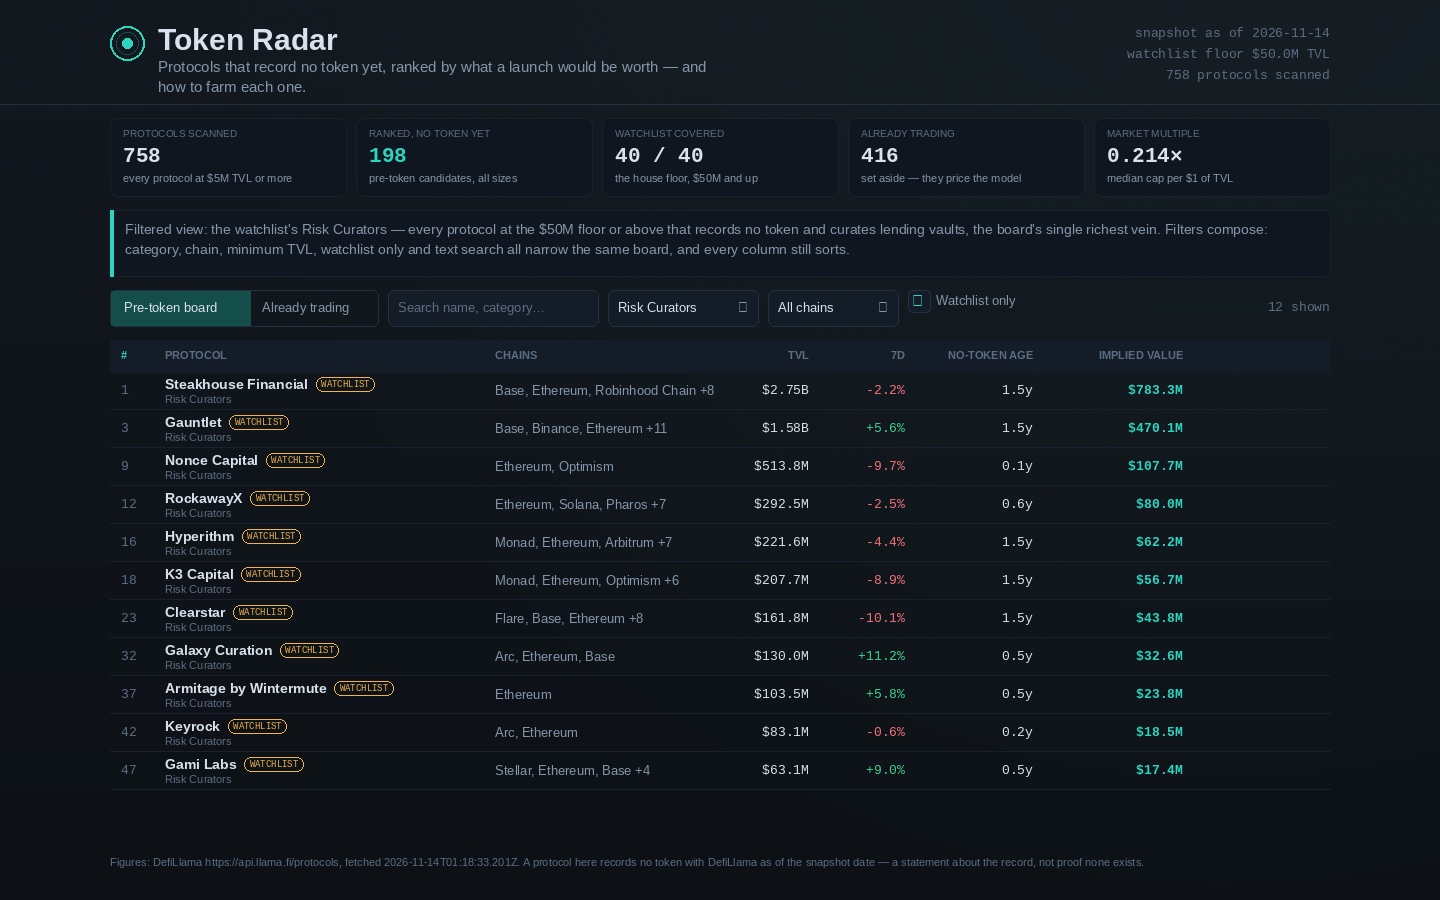 Token Radar
Protocols that record no token yet, ranked by what a launch would be worth — and
how to farm each one.
snapshot as of 2026-11-14
watchlist floor $50.0M TVL
758 protocols scanned
PROTOCOLS SCANNED
758
every protocol at $5M TVL or more
RANKED, NO TOKEN YET
198
pre-token candidates, all sizes
WATCHLIST COVERED
40 / 40
the house floor, $50M and up
ALREADY TRADING
416
set aside — they price the model
MARKET MULTIPLE
0.214×
median cap per $1 of TVL
Filtered view: the watchlist's Risk Curators — every protocol at the $50M floor or above that records no token and curates lending vaults, the board's single richest vein. Filters compose:
category, chain, minimum TVL, watchlist only and text search all narrow the same board, and every column still sorts.
Pre-token board Already trading Search name, category… Risk Curators All chains Watchlist only 12 shown
# PROTOCOL CHAINS TVL 7D NO-TOKEN AGE IMPLIED VALUE
1 Steakhouse Financial WATCHLIST Base, Ethereum, Robinhood Chain +8 $2.75B -2.2% 1.5y $783.3M
Risk Curators
3 Gauntlet WATCHLIST Base, Binance, Ethereum +11 $1.58B +5.6% 1.5y $470.1M
Risk Curators
9 Nonce Capital WATCHLIST Ethereum, Optimism $513.8M -9.7% 0.1y $107.7M
Risk Curators
12 RockawayX WATCHLIST Ethereum, Solana, Pharos +7 $292.5M -2.5% 0.6y $80.0M
Risk Curators
16 Hyperithm WATCHLIST Monad, Ethereum, Arbitrum +7 $221.6M -4.4% 1.5y $62.2M
Risk Curators
18 K3 Capital WATCHLIST Monad, Ethereum, Optimism +6 $207.7M -8.9% 1.5y $56.7M
Risk Curators
23 Clearstar WATCHLIST Flare, Base, Ethereum +8 $161.8M -10.1% 1.5y $43.8M
Risk Curators
32 Galaxy Curation WATCHLIST Arc, Ethereum, Base $130.0M +11.2% 0.5y $32.6M
Risk Curators
37 Armitage by Wintermute WATCHLIST Ethereum $103.5M +5.8% 0.5y $23.8M
Risk Curators
42 Keyrock WATCHLIST Arc, Ethereum $83.1M -0.6% 0.2y $18.5M
Risk Curators
47 Gami Labs WATCHLIST Stellar, Ethereum, Base +4 $63.1M +9.0% 0.5y $17.4M
Risk Curators
Figures: DefiLlama https://api.llama.fi/protocols, fetched 2026-11-14T01:18:33.201Z. A protocol here records no token with DefiLlama as of the snapshot date — a statement about the record, not proof none exists.